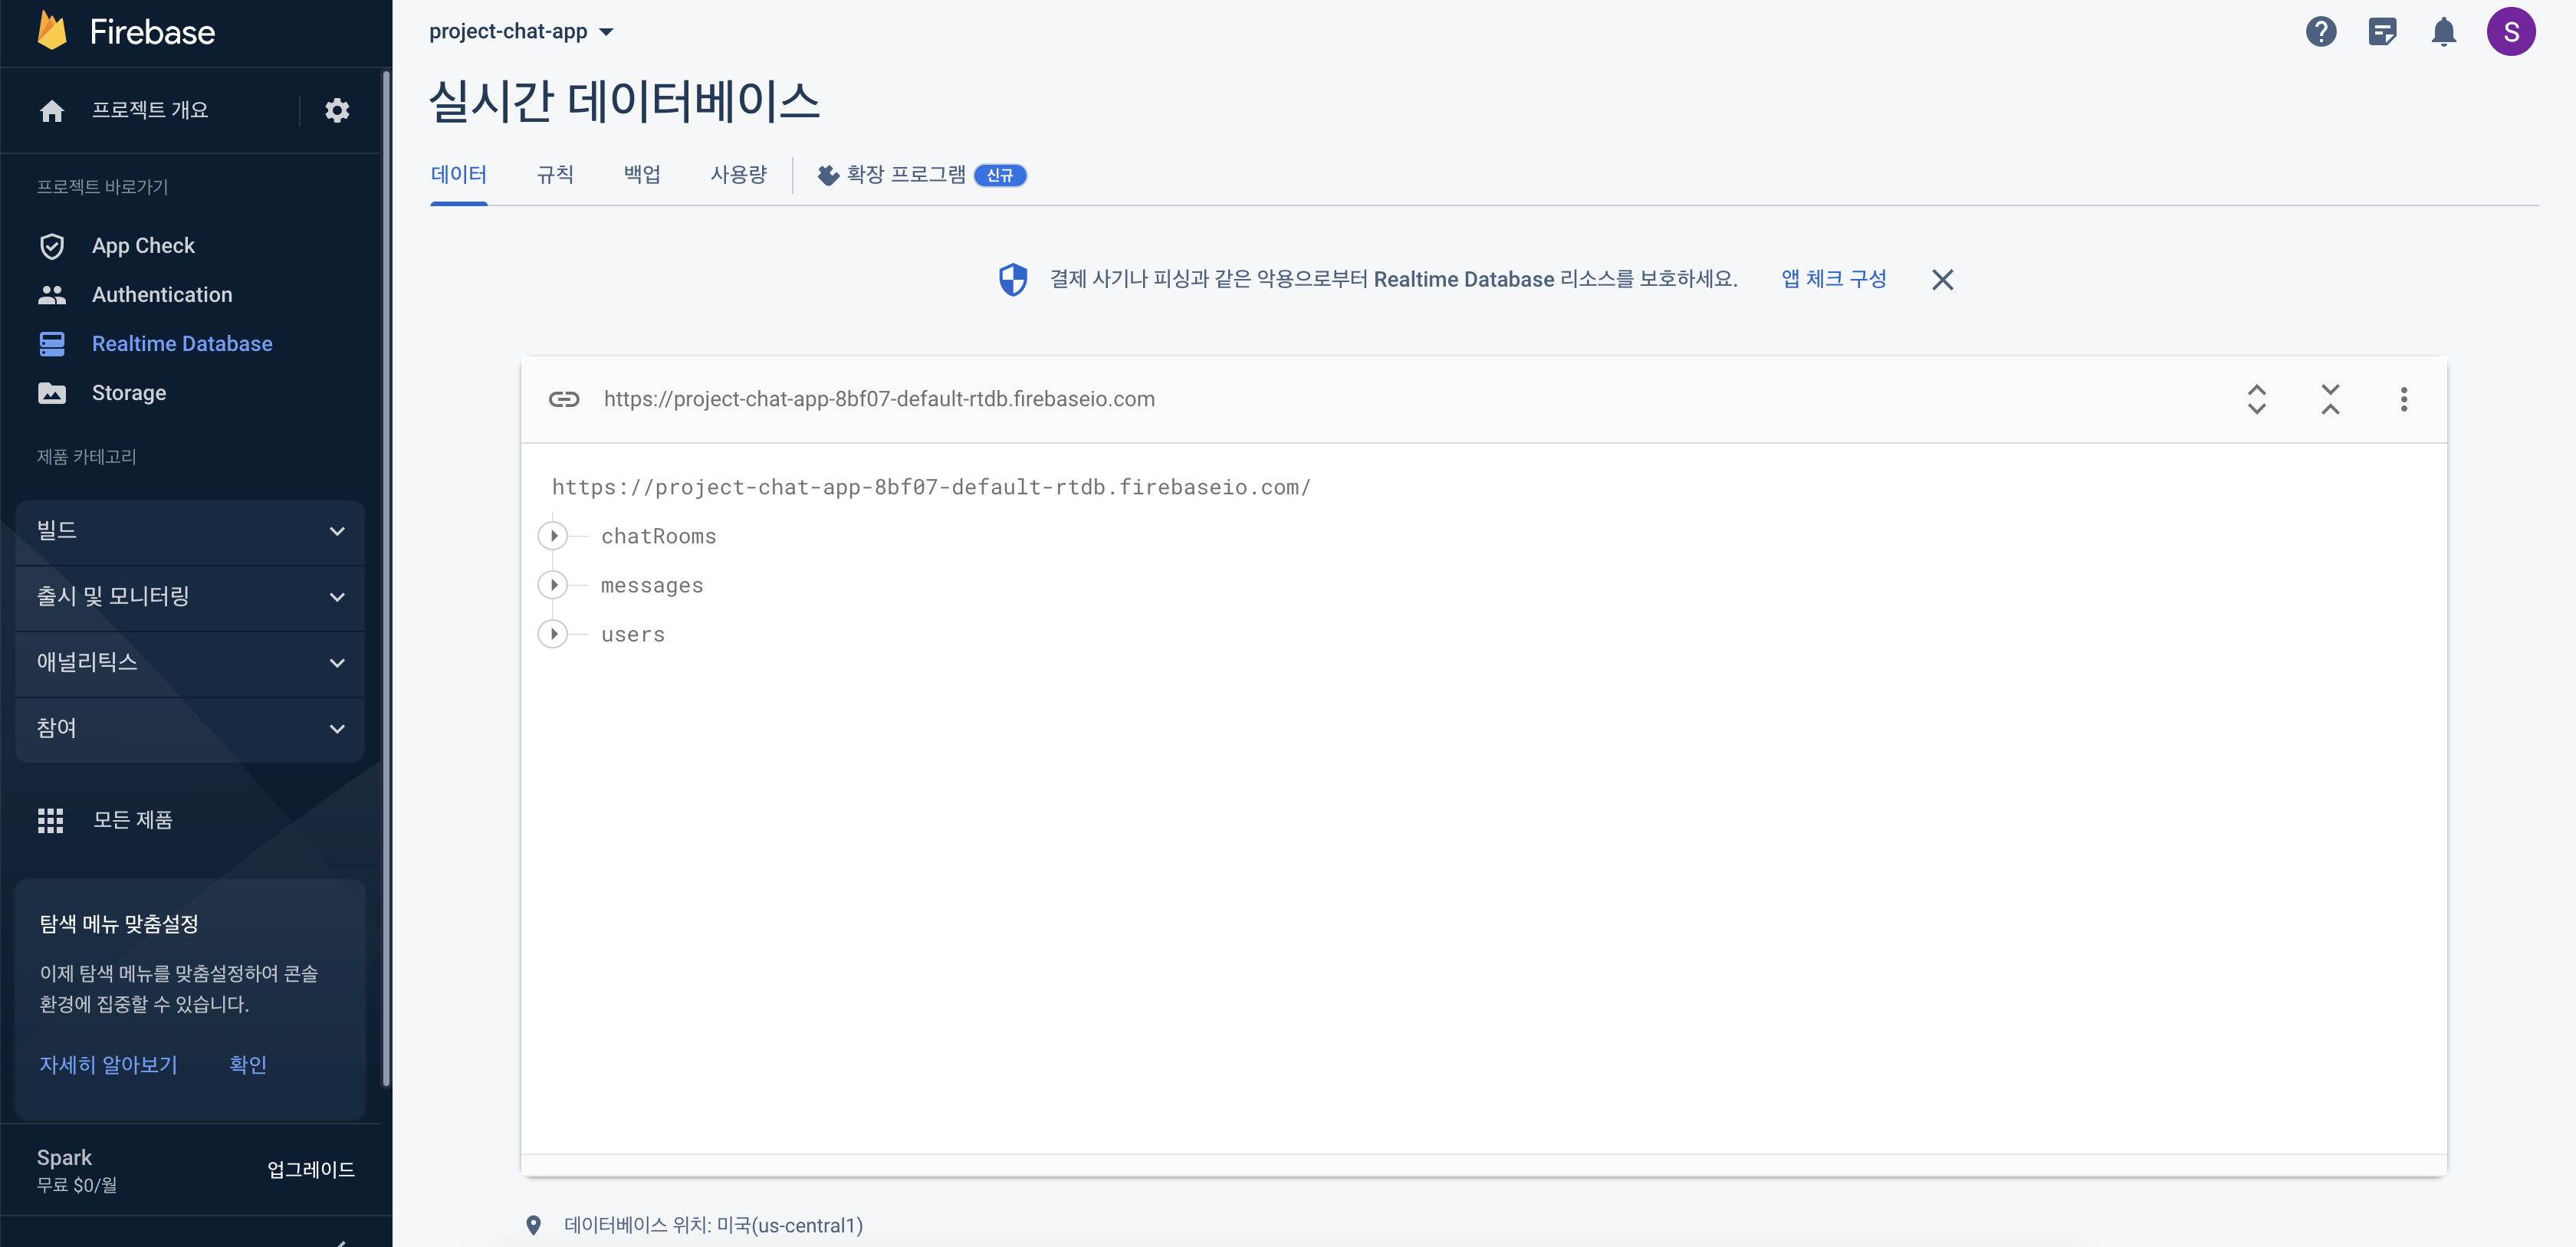 Firebase
프로젝트 개요
프로젝트 바로가기
App Check
Authentication
Realtime Database
Storage
제품 카테고리
빌드
출시 및 모니터링
애널리틱스
참여
모든 제품
탐색 메뉴 맞춤설정
이제 탐색 메뉴를 맞춤설정하여 콘솔
환경에 집중할 수 있습니다.
자세히 알아보기 확인
Spark
무료 $0/월
업그레이드
project-chat-app
S
실시간 데이터베이스
데이터 규칙 백업 사용량 확장 프로그램 신규
결제 사기나 피싱과 같은 악용으로부터 Realtime Database 리소스를 보호하세요. 앱 체크 구성
https://project-chat-app-8bf07-default-rtdb.firebaseio.com
https://project-chat-app-8bf07-default-rtdb.firebaseio.com/
chatRooms
messages
users
데이터베이스 위치: 미국(us-central1)